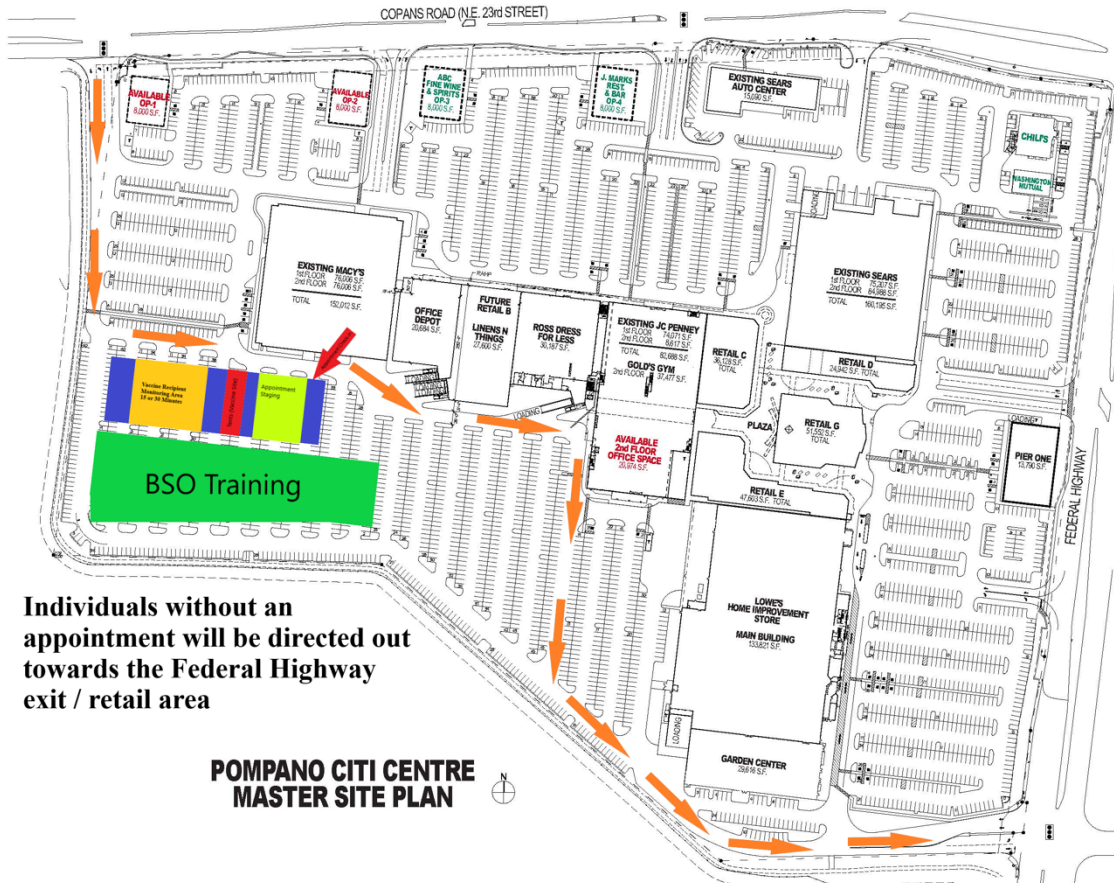 COPANS ROAD (N.E. 23rd STREET)
AVAILABLE
OP-1
8,000 S.F.
AVAILABLE
OP-2
8,000 S.F.
ABC
FINE WINE
& SPIRITS
OP-3
8,000 S.F.
J. MARKS
REST.
& BAR
OP-4
8,000 S.F.
EXISTING SEARS
AUTO CENTER
15,090 S.F.
CHILI'S
WASHINGTON
MUTUAL
LOADING
EXISTING MACY'S
1st FLOOR 76,006 S.F.
2nd FLOOR 76,006 S.F.
TOTAL 152,012 S.F.
RAMP
OFFICE
DEPOT
20,684 S.F.
FUTURE
RETAIL B
LINENS N
THINGS
27,600 S.F.
ROSS DRESS
FOR LESS
30,187 S.F.
EXISTING JC PENNEY
1st FLOOR 74,071 S.F.
2nd FLOOR 8,617 S.F.
TOTAL 82,688 S.F.
GOLD'S GYM
2nd FLOOR 37,477 S.F.
RETAIL C
36,128 S.F. TOTAL
EXISTING SEARS
1st FLOOR 75,207 S.F.
2nd FLOOR 84,988 S.F.
TOTAL 160,195 S.F.
RETAIL D
24,942 S.F. TOTAL
Vaccine Recipient
Monitoring Area
15 or 30 Minutes
Appointment
Staging
LOADING
AVAILABLE
2nd FLOOR
OFFICE SPACE
20,974 S.F.
PLAZA
RETAIL G
51,552 S.F.
TOTAL
LOADING
PIER ONE
13,790 S.F.
FEDERAL HIGHWAY
BSO Training
RETAIL E
47,603 S.F. TOTAL
LOWE'S
HOME IMPROVEMENT
STORE
MAIN BUILDING
133,821 S.F.
Individuals without an
appointment will be directed out
towards the Federal Highway
exit / retail area
LOADING
GARDEN CENTER
29,616 S.F.
POMPANO CITI CENTRE
MASTER SITE PLAN
N